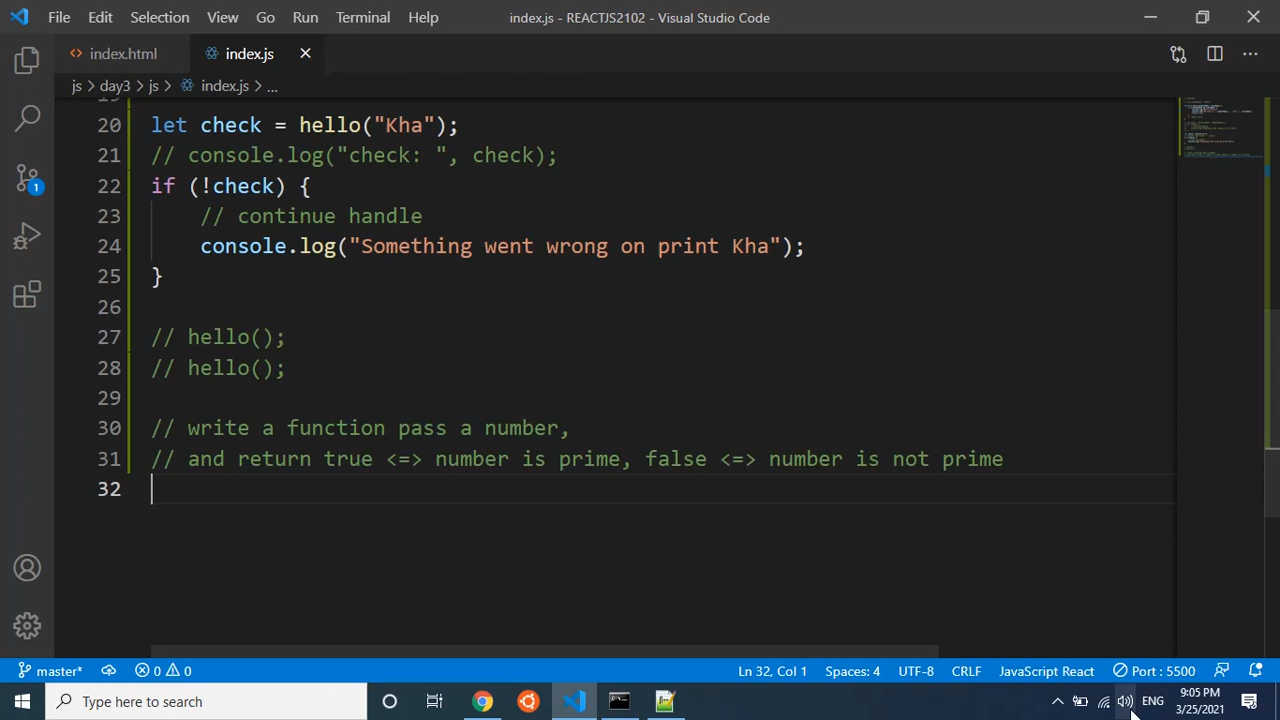 File Edit Selection View Go Run Terminal Help index.js - REACTJS2102 - Visual Studio Code
index.html index.js
js > day3 > js > index.js > ...
20 let check = hello("Kha");
21 // console.log("check: ", check);
22 if (!check) {
23 // continue handle
24 console.log("Something went wrong on print Kha");
25 }
26
27 // hello();
28 // hello();
29
30 // write a function pass a number,
31 // and return true <=> number is prime, false <=> number is not prime
32
1
master* 0 0 Ln 32, Col 1 Spaces: 4 UTF-8 CRLF JavaScript React Port : 5500
Type here to search ENG 9:05 PM
3/25/2021